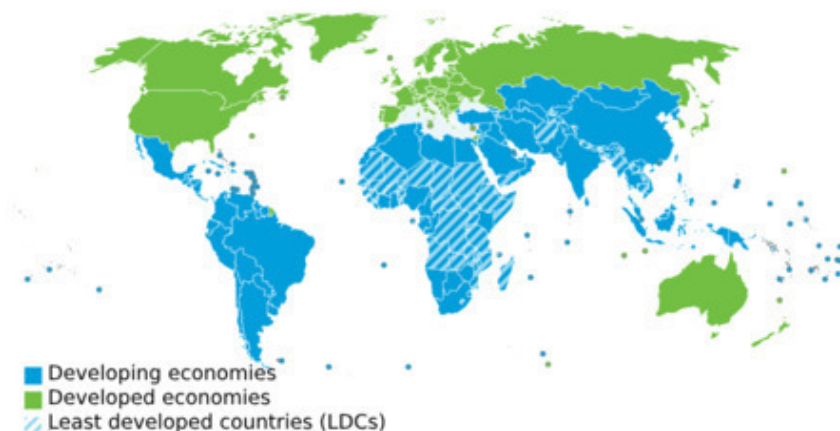 Developing economies
Developed economies
Least developed countries (LDCs)